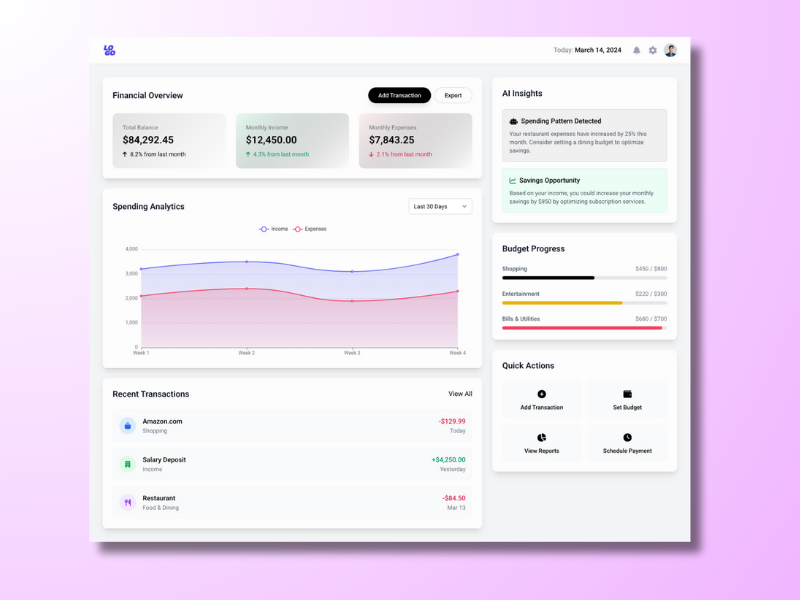 LO
GO
Today: March 14, 2024
Financial Overview
Add Transaction
Export
Total Balance
$84,292.45
8.2% from last month
Monthly Income
$12,450.00
4.3% from last month
Monthly Expenses
$7,843.25
2.1% from last month
Spending Analytics
Last 30 Days
Income
Expenses
4,000
3,000
2,000
1,000
0
Week 1
Week 2
Week 3
Week 4
Recent Transactions
View All
Amazon.com
-$129.99
Shopping
Today
Salary Deposit
+$4,250.00
Income
Yesterday
Restaurant
-$84.50
Food & Dining
Mar 13
AI Insights
Spending Pattern Detected
Your restaurant expenses have increased by 25% this
month. Consider setting a dining budget to optimize
savings.
Savings Opportunity
Based on your income, you could increase your monthly
savings by $850 by optimizing subscription services.
Budget Progress
Shopping
$450 / $800
Entertainment
$220 / $300
Bills & Utilities
$680 / $700
Quick Actions
Add Transaction
Set Budget
View Reports
Schedule Payment